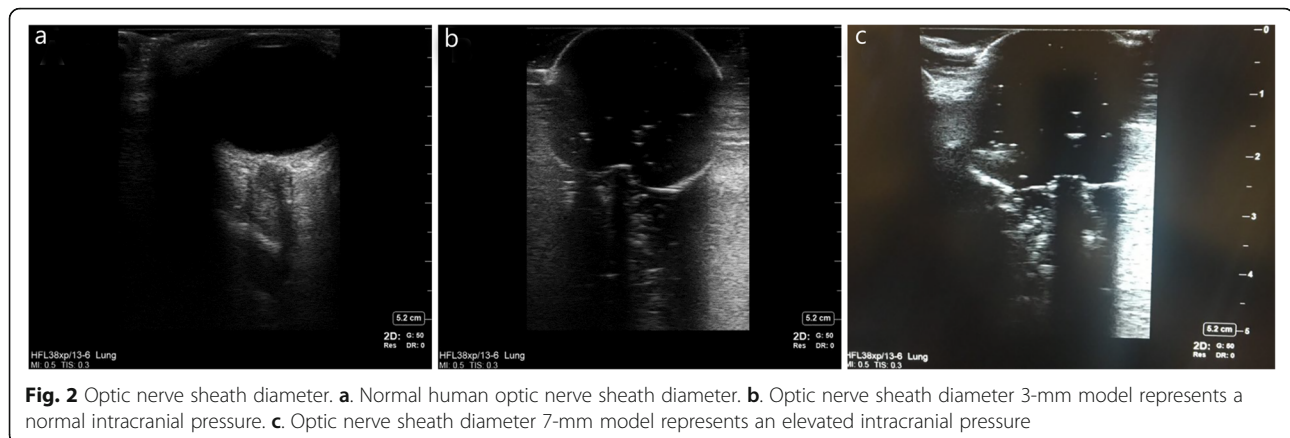 a
b
c
0
1
2
3
4
5
5.2 cm
2D: G: 50
Res DR: 0
HFL38xp/13-6 Lung
MI: 0.5 TIS: 0.3
5.2 cm
2D: G: 50
Res DR: 0
HFL38xp/13-6 Lung
MI: 0.5 TIS: 0.3
5.2 cm
2D: G: 60
Res DR: 0
HFL38xp/13-6 Lung
MI: 0.5 TIS: 0.3
Fig. 2 Optic nerve sheath diameter. a. Normal human optic nerve sheath diameter. b. Optic nerve sheath diameter 3-mm model represents a
normal intracranial pressure. c. Optic nerve sheath diameter 7-mm model represents an elevated intracranial pressure